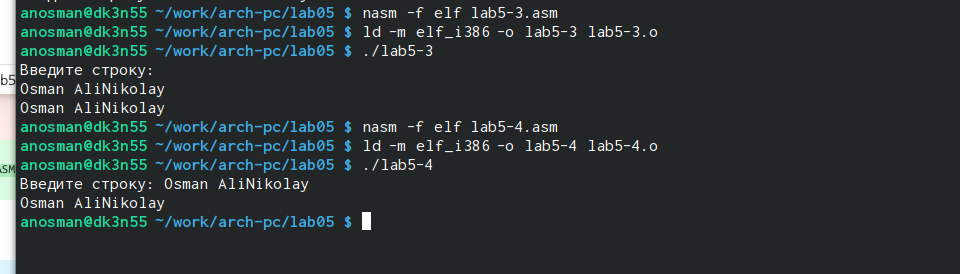 anosman@dk3n55 ~/work/arch-pc/lab05 $ nasm -f elf lab5-3.asm
anosman@dk3n55 ~/work/arch-pc/lab05 $ ld -m elf_i386 -o lab5-3 lab5-3.o
anosman@dk3n55 ~/work/arch-pc/lab05 $ ./lab5-3
Введите строку:
Osman AliNikolay
Osman AliNikolay
anosman@dk3n55 ~/work/arch-pc/lab05 $ nasm -f elf lab5-4.asm
anosman@dk3n55 ~/work/arch-pc/lab05 $ ld -m elf_i386 -o lab5-4 lab5-4.o
anosman@dk3n55 ~/work/arch-pc/lab05 $ ./lab5-4
Введите строку: Osman AliNikolay
Osman AliNikolay
anosman@dk3n55 ~/work/arch-pc/lab05 $